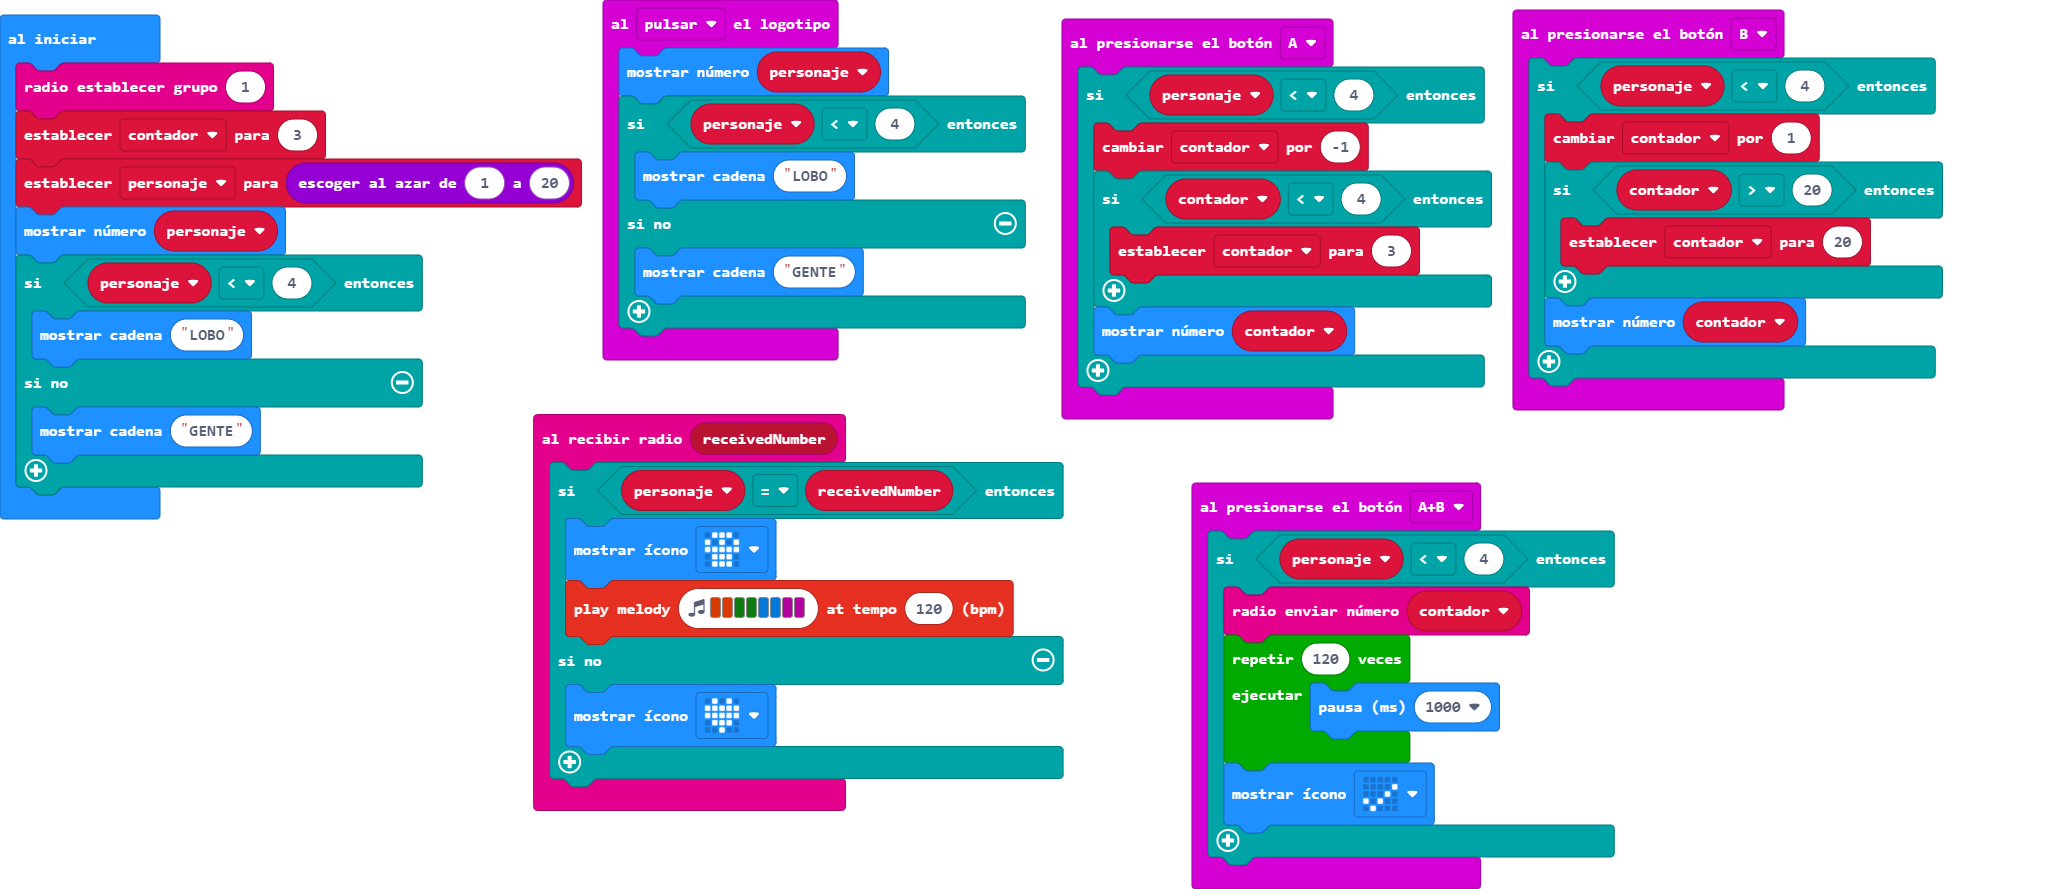 al iniciar
radio establecer grupo 1
establecer contador para 3
establecer personaje para escoger al azar de 1 a 20
mostrar número personaje
si personaje < 4 entonces
mostrar cadena "LOBO"
si no
mostrar cadena "GENTE"
al pulsar el logotipo
mostrar número personaje
si personaje < 4 entonces
mostrar cadena "LOBO"
si no
mostrar cadena "GENTE"
al presionarse el botón A
si personaje < 4 entonces
cambiar contador por -1
si contador < 4 entonces
establecer contador para 3
mostrar número contador
al presionarse el botón B
si personaje < 4 entonces
cambiar contador por 1
si contador > 20 entonces
establecer contador para 20
mostrar número contador
al recibir radio receivedNumber
si personaje = receivedNumber entonces
mostrar ícono
play melody at tempo 120 (bpm)
si no
mostrar ícono
al presionarse el botón A+B
si personaje < 4 entonces
radio enviar número contador
repetir 120 veces
ejecutar
pausa (ms) 1000
mostrar ícono